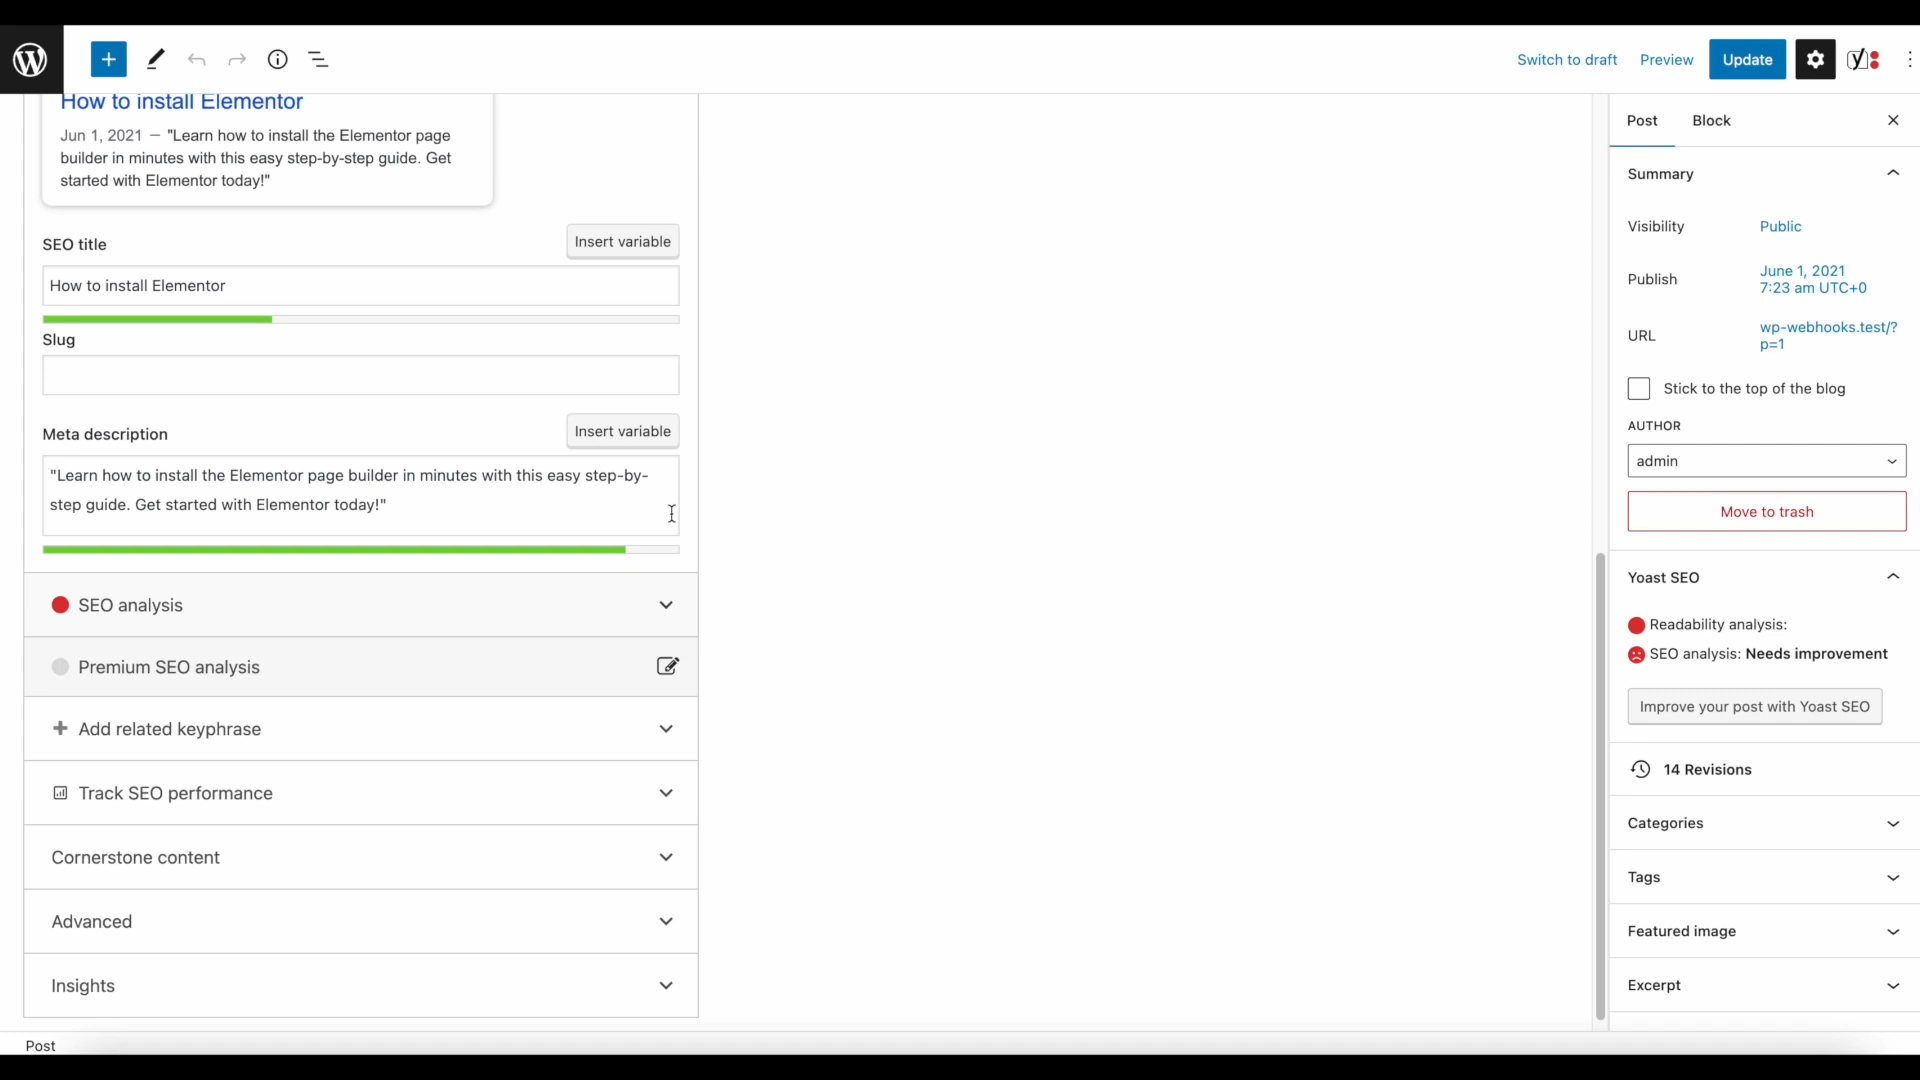 Switch to draft
Preview
Update
How to install Elementor
Jun 1, 2021 — "Learn how to install the Elementor page
builder in minutes with this easy step-by-step guide. Get
started with Elementor today!"
SEO title
Insert variable
How to install Elementor
Slug
Meta description
Insert variable
"Learn how to install the Elementor page builder in minutes with this easy step-by-
step guide. Get started with Elementor today!"
SEO analysis
Premium SEO analysis
Add related keyphrase
Track SEO performance
Cornerstone content
Advanced
Insights
Post
Post
Block
Summary
Visibility
Public
Publish
June 1, 2021
7:23 am UTC+0
URL
wp-webhooks.test/?
p=1
Stick to the top of the blog
AUTHOR
admin
Move to trash
Yoast SEO
Readability analysis:
SEO analysis: Needs improvement
Improve your post with Yoast SEO
14 Revisions
Categories
Tags
Featured image
Excerpt